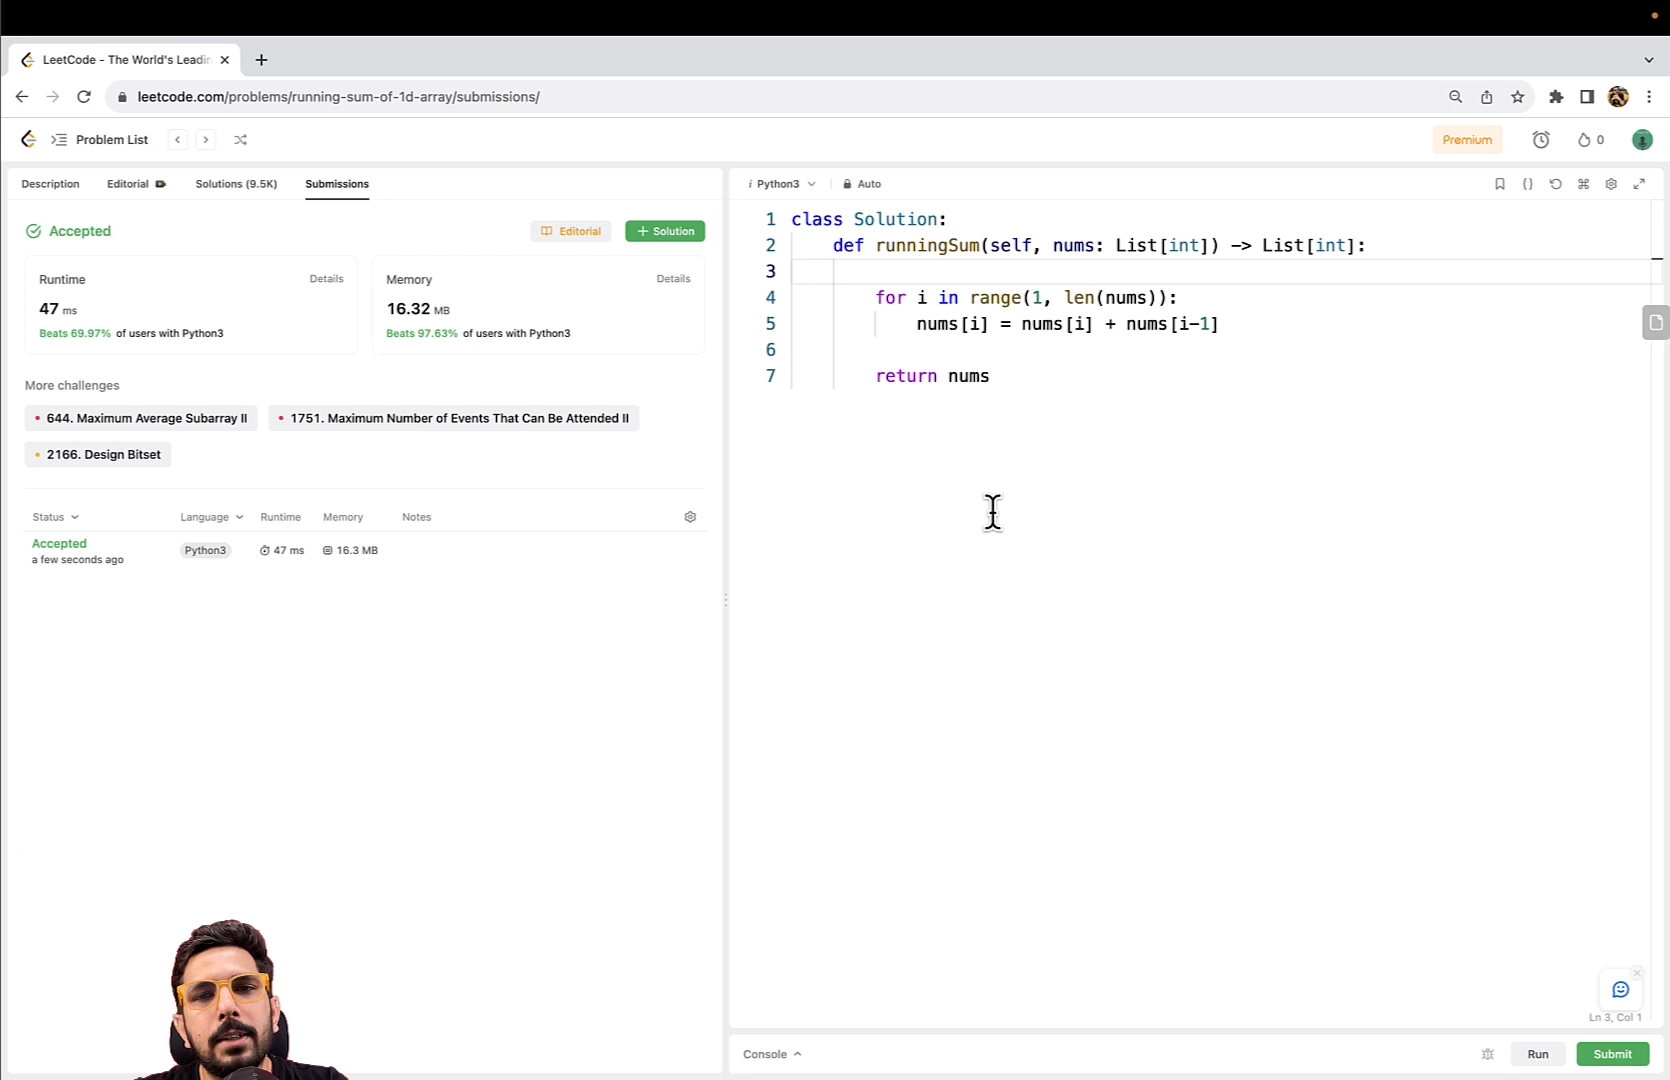 LeetCode - The World's Leadin
leetcode.com/problems/running-sum-of-1d-array/submissions/
Problem List
Premium
0
Description Editorial Solutions (9.5K) Submissions
Accepted
Editorial
+ Solution
Runtime Details
47 ms
Beats 69.97% of users with Python3
Memory Details
16.32 MB
Beats 97.63% of users with Python3
More challenges
644. Maximum Average Subarray II
1751. Maximum Number of Events That Can Be Attended II
2166. Design Bitset
Status Language Runtime Memory Notes
Accepted Python3 47 ms 16.3 MB
a few seconds ago
i Python3 Auto
1 class Solution:
2 def runningSum(self, nums: List[int]) -> List[int]:
3
4 for i in range(1, len(nums)):
5 nums[i] = nums[i] + nums[i-1]
6
7 return nums
Ln 3, Col 1
Console
Run
Submit